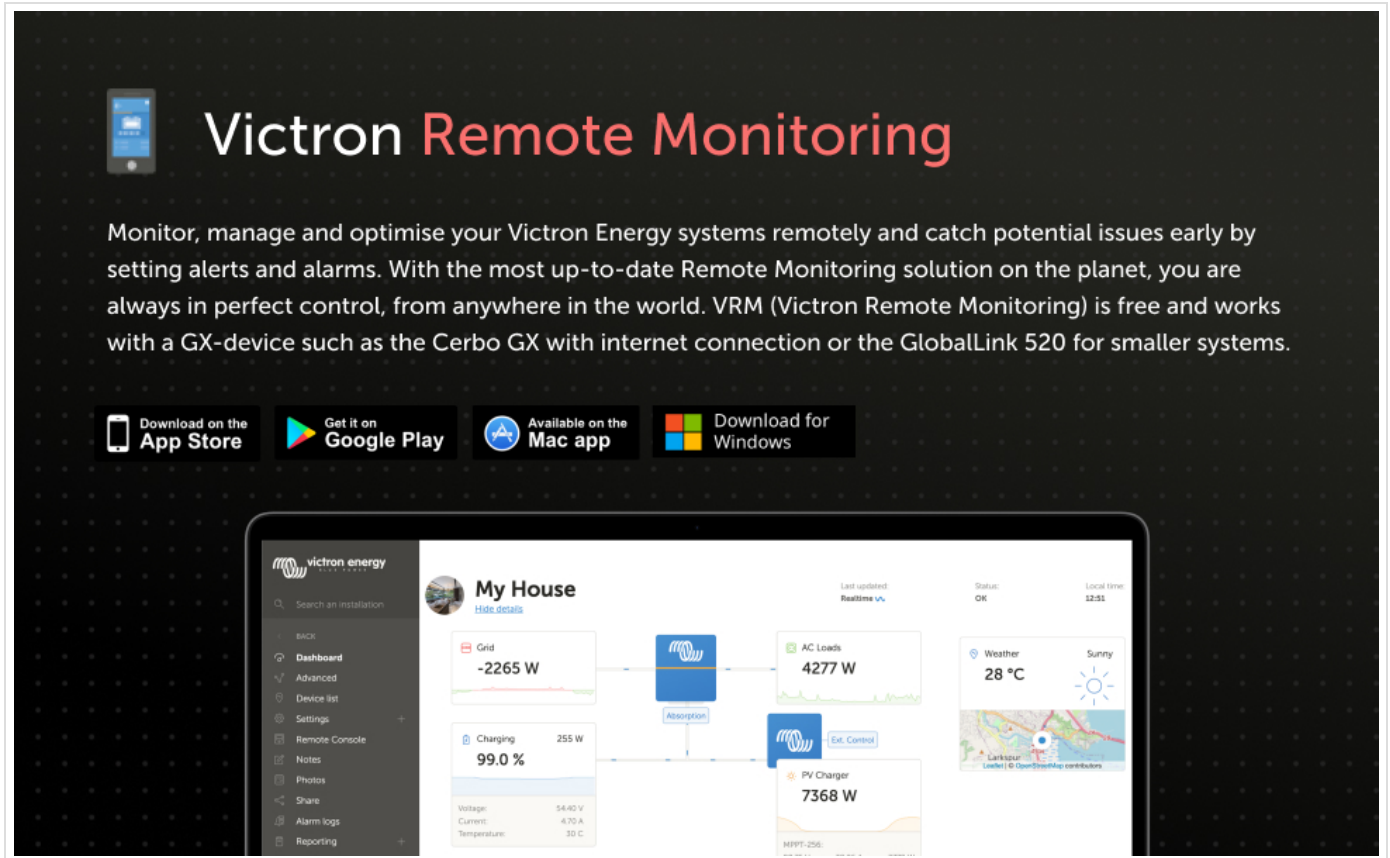 Victron Remote Monitoring
Monitor, manage and optimise your Victron Energy systems remotely and catch potential issues early by
setting alerts and alarms. With the most up-to-date Remote Monitoring solution on the planet, you are
always in perfect control, from anywhere in the world. VRM (Victron Remote Monitoring) is free and works
with a GX-device such as the Cerbo GX with internet connection or the GlobalLink 520 for smaller systems.
Download on the
App Store
Get it on
Google Play
Available on the
Mac app
Download for
Windows
victron energy
BLUE POWER
Search an installation
BACK
Dashboard
Advanced
Device list
Settings
Remote Console
Notes
Photos
Share
Alarm logs
Reporting
My House
Hide details
Last updated:
Realtime
Status:
OK
Local time:
12:51
Grid
-2265 W
AC Loads
4277 W
Weather
Sunny
28 °C
Larkspur
Leaflet | © OpenStreetMap contributors
Absorption
Charging
255 W
99.0 %
Voltage:
54.40 V
Current:
4.70 A
Temperature:
30 C
Ext. Control
PV Charger
7368 W
MPPT-256: